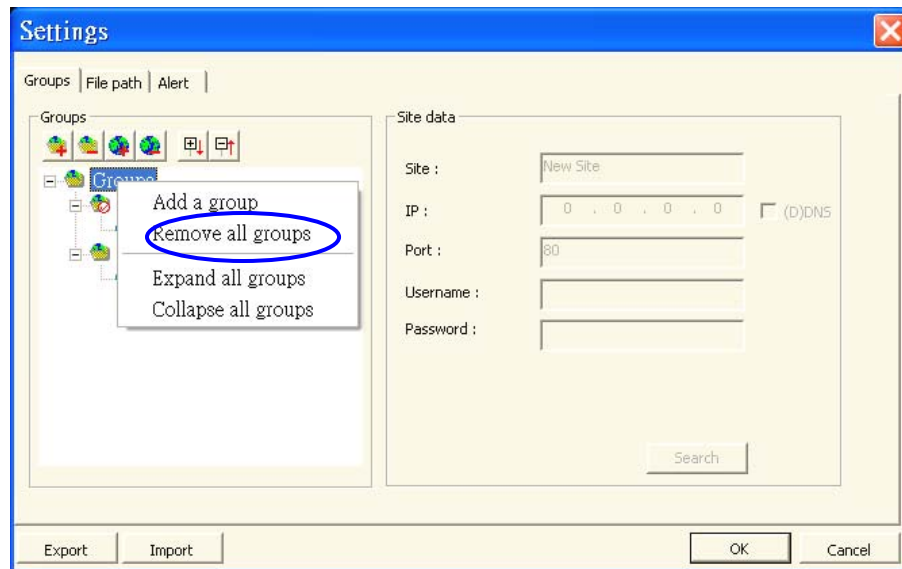 Settings
Groups File path Alert
Groups
Groups
Add a group
Remove all groups
Expand all groups
Collapse all groups
Site data
Site :
New Site
IP :
0 . 0 . 0 . 0
(D)DNS
Port :
80
Username :
Password :
Search
Export
Import
OK
Cancel